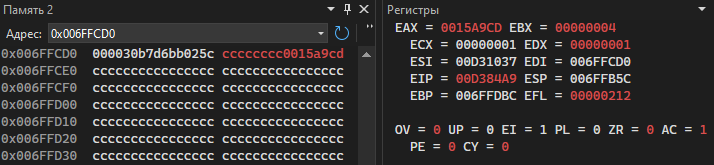 Память 2
Адрес: 0x006FFCD0
0x006FFCD0 000030b7d6bb025c cccccccc0015a9cd
0x006FFCE0 cccccccccccccccc cccccccccccccccc
0x006FFCF0 cccccccccccccccc cccccccccccccccc
0x006FFD00 cccccccccccccccc cccccccccccccccc
0x006FFD10 cccccccccccccccc cccccccccccccccc
0x006FFD20 cccccccccccccccc cccccccccccccccc
0x006FFD30 cccccccccccccccc cccccccccccccccc
Регистры
EAX = 0015A9CD EBX = 00000004
ECX = 00000001 EDX = 00000001
ESI = 00D31037 EDI = 006FFCD0
EIP = 00D384A9 ESP = 006FFB5C
EBP = 006FFDBC EFL = 00000212
OV = 0 UP = 0 EI = 1 PL = 0 ZR = 0 AC = 1
PE = 0 CY = 0